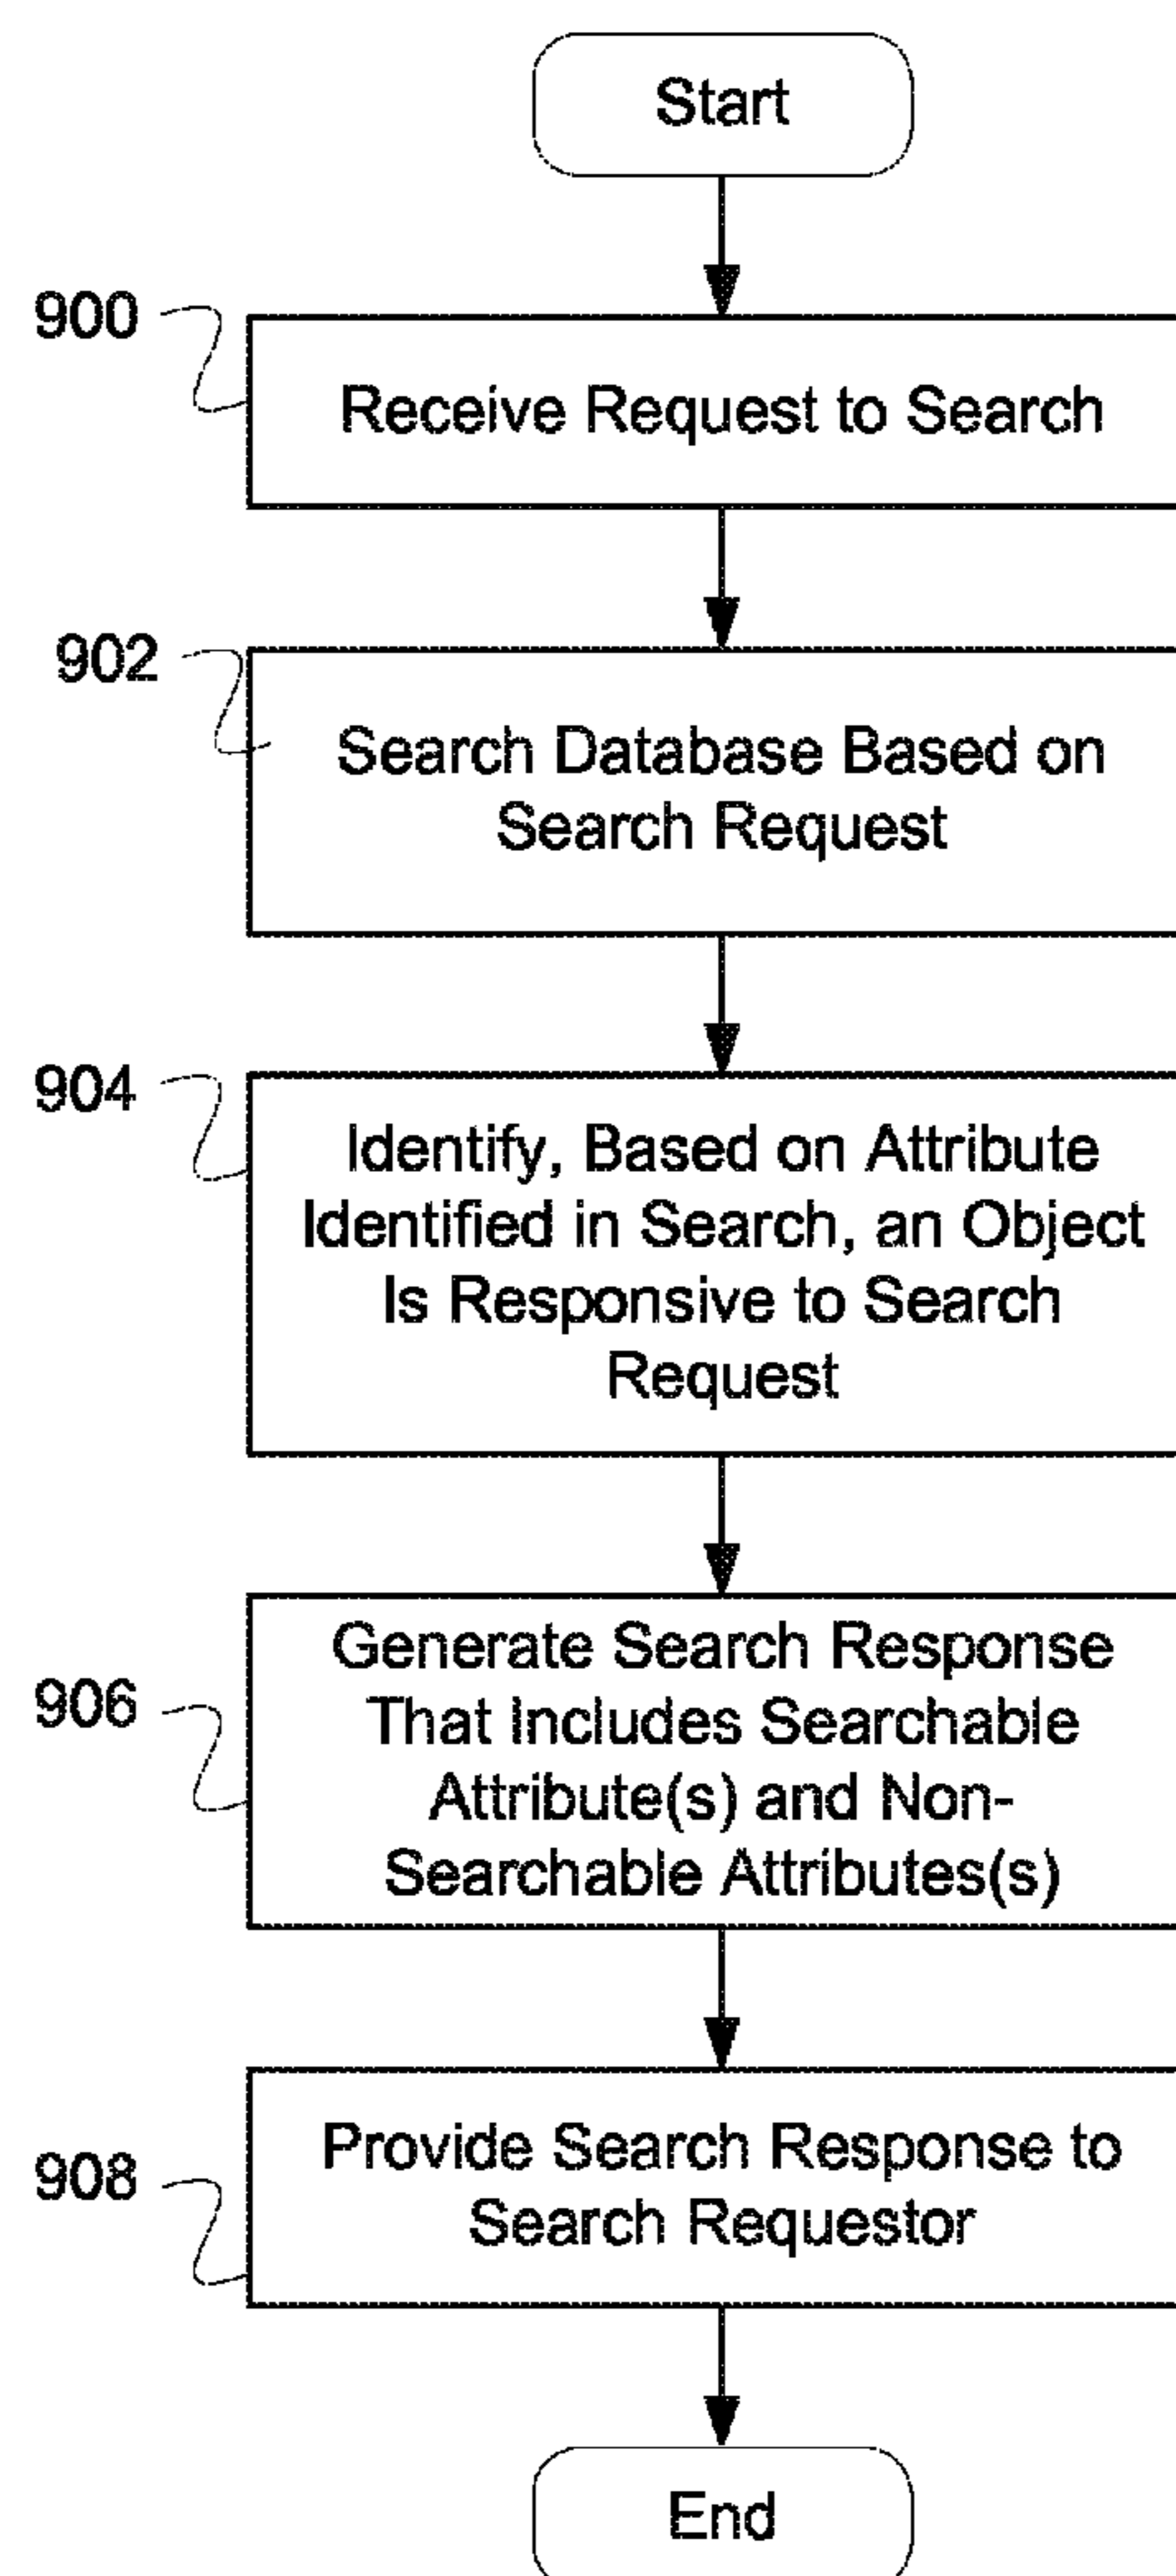 Start
900
Receive Request to Search
902
Search Database Based on
Search Request
904
Identify, Based on Attribute
Identified in Search, an Object
Is Responsive to Search
Request
906
Generate Search Response
That Includes Searchable
Attribute(s) and Non-
Searchable Attributes(s)
908
Provide Search Response to
Search Requestor
End